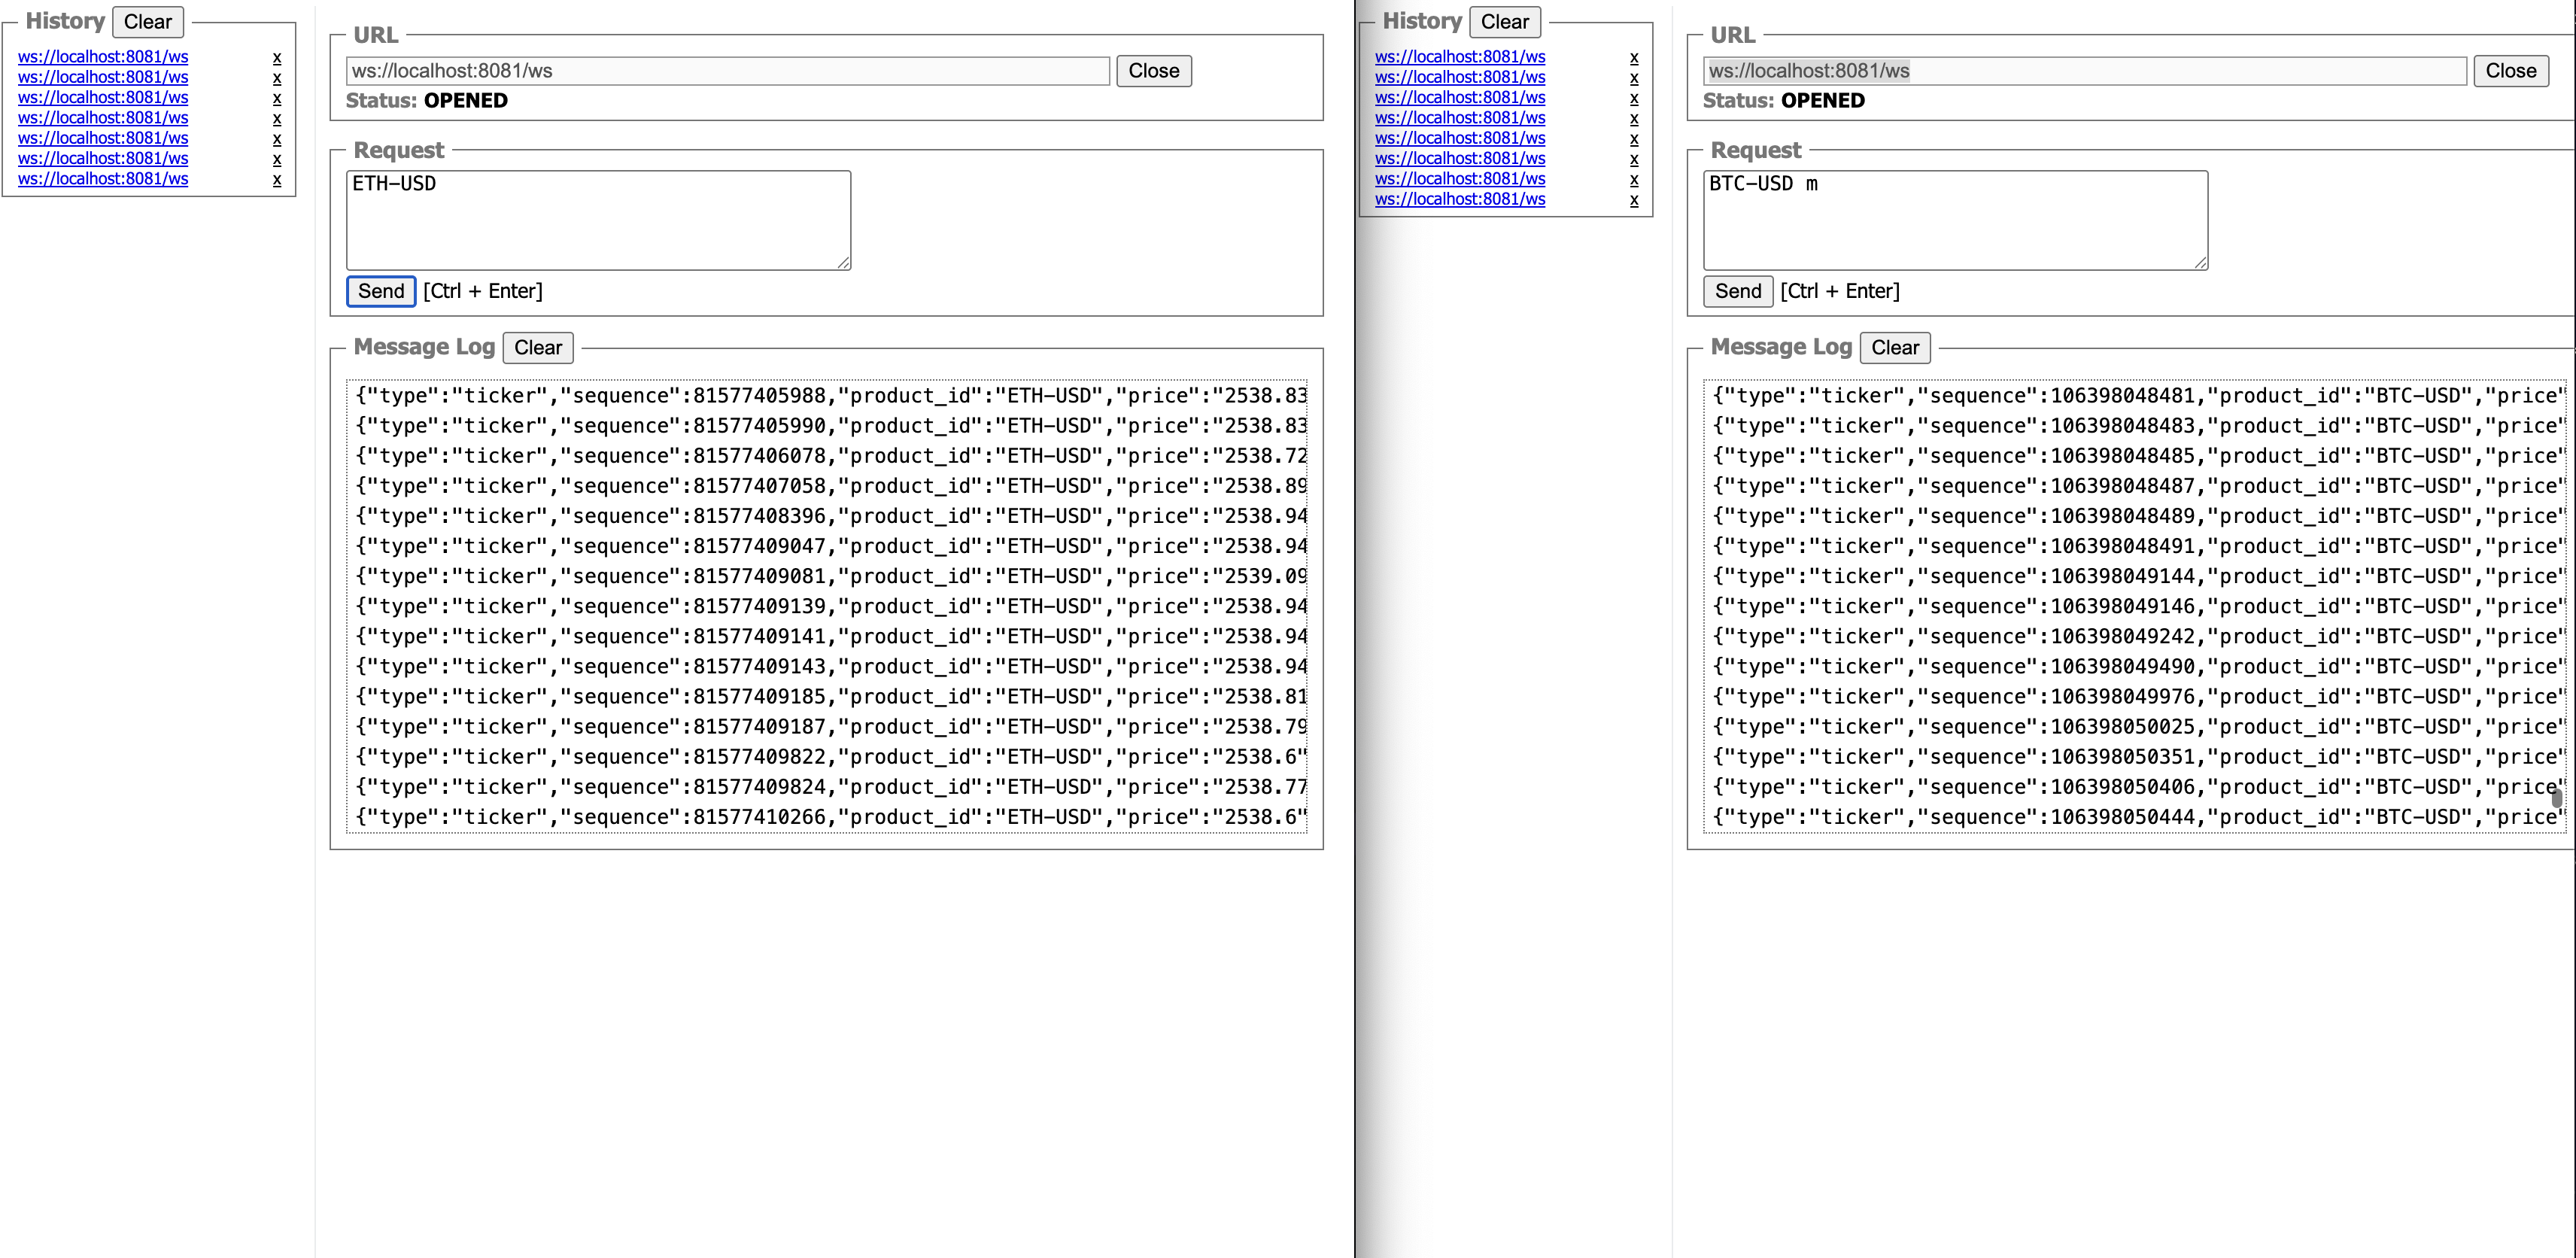 History Clear
ws://localhost:8081/ws x
ws://localhost:8081/ws x
ws://localhost:8081/ws x
ws://localhost:8081/ws x
ws://localhost:8081/ws x
ws://localhost:8081/ws x
ws://localhost:8081/ws x
URL
ws://localhost:8081/ws Close
Status: OPENED
Request
ETH-USD
Send [Ctrl + Enter]
Message Log Clear
{"type":"ticker","sequence":81577405988,"product_id":"ETH-USD","price":"2538.83
{"type":"ticker","sequence":81577405990,"product_id":"ETH-USD","price":"2538.83
{"type":"ticker","sequence":81577406078,"product_id":"ETH-USD","price":"2538.72
{"type":"ticker","sequence":81577407058,"product_id":"ETH-USD","price":"2538.89
{"type":"ticker","sequence":81577408396,"product_id":"ETH-USD","price":"2538.94
{"type":"ticker","sequence":81577409047,"product_id":"ETH-USD","price":"2538.94
{"type":"ticker","sequence":81577409081,"product_id":"ETH-USD","price":"2539.09
{"type":"ticker","sequence":81577409139,"product_id":"ETH-USD","price":"2538.94
{"type":"ticker","sequence":81577409141,"product_id":"ETH-USD","price":"2538.94
{"type":"ticker","sequence":81577409143,"product_id":"ETH-USD","price":"2538.94
{"type":"ticker","sequence":81577409185,"product_id":"ETH-USD","price":"2538.81
{"type":"ticker","sequence":81577409187,"product_id":"ETH-USD","price":"2538.79
{"type":"ticker","sequence":81577409822,"product_id":"ETH-USD","price":"2538.6"
{"type":"ticker","sequence":81577409824,"product_id":"ETH-USD","price":"2538.77
{"type":"ticker","sequence":81577410266,"product_id":"ETH-USD","price":"2538.6"
History Clear
ws://localhost:8081/ws x
ws://localhost:8081/ws x
ws://localhost:8081/ws x
ws://localhost:8081/ws x
ws://localhost:8081/ws x
ws://localhost:8081/ws x
ws://localhost:8081/ws x
ws://localhost:8081/ws x
URL
ws://localhost:8081/ws Close
Status: OPENED
Request
BTC-USD m
Send [Ctrl + Enter]
Message Log Clear
{"type":"ticker","sequence":106398048481,"product_id":"BTC-USD","price"
{"type":"ticker","sequence":106398048483,"product_id":"BTC-USD","price"
{"type":"ticker","sequence":106398048485,"product_id":"BTC-USD","price"
{"type":"ticker","sequence":106398048487,"product_id":"BTC-USD","price"
{"type":"ticker","sequence":106398048489,"product_id":"BTC-USD","price"
{"type":"ticker","sequence":106398048491,"product_id":"BTC-USD","price"
{"type":"ticker","sequence":106398049144,"product_id":"BTC-USD","price"
{"type":"ticker","sequence":106398049146,"product_id":"BTC-USD","price"
{"type":"ticker","sequence":106398049242,"product_id":"BTC-USD","price"
{"type":"ticker","sequence":106398049490,"product_id":"BTC-USD","price"
{"type":"ticker","sequence":106398049976,"product_id":"BTC-USD","price"
{"type":"ticker","sequence":106398050025,"product_id":"BTC-USD","price"
{"type":"ticker","sequence":106398050351,"product_id":"BTC-USD","price"
{"type":"ticker","sequence":106398050406,"product_id":"BTC-USD","price"
{"type":"ticker","sequence":106398050444,"product_id":"BTC-USD","price"